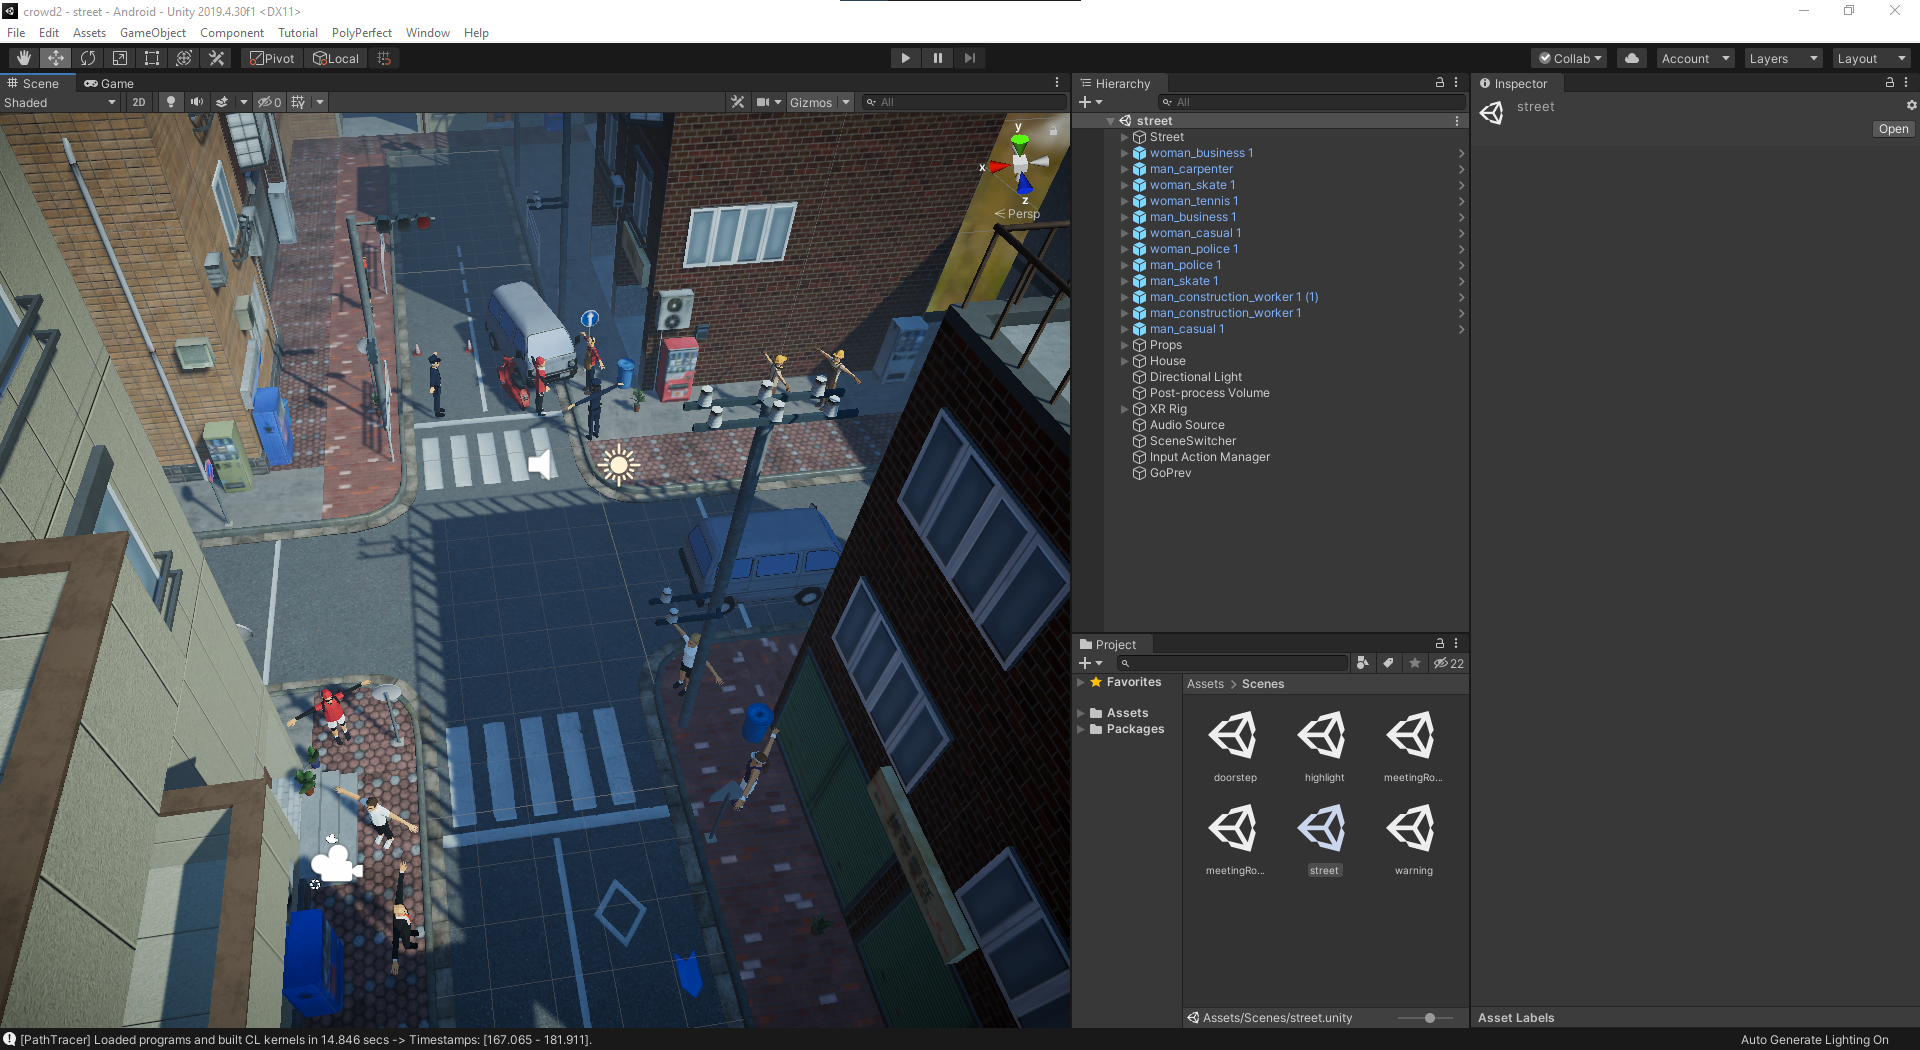 crowd2 - street - Android - Unity 2019.4.30f1 <DX11>
File Edit Assets GameObject Component Tutorial PolyPerfect Window Help
Pivot Local Collab Account Layers Layout
Scene Game
Shaded 2D 0 Gizmos All
y
x
z
Persp
Hierarchy
All
street
Street
woman_business 1
man_carpenter
woman_skate 1
woman_tennis 1
man_business 1
woman_casual 1
woman_police 1
man_police 1
man_skate 1
man_construction_worker 1 (1)
man_construction_worker 1
man_casual 1
Props
House
Directional Light
Post-process Volume
XR Rig
Audio Source
SceneSwitcher
Input Action Manager
GoPrev
Project
22
Favorites
Assets
Packages
Assets > Scenes
doorstep highlight meetingRo...
meetingRo... street warning
Assets/Scenes/street.unity
Inspector
street
Open
Asset Labels
[PathTracer] Loaded programs and built CL kernels in 14.846 secs -> Timestamps: [167.065 - 181.911].
Auto Generate Lighting On